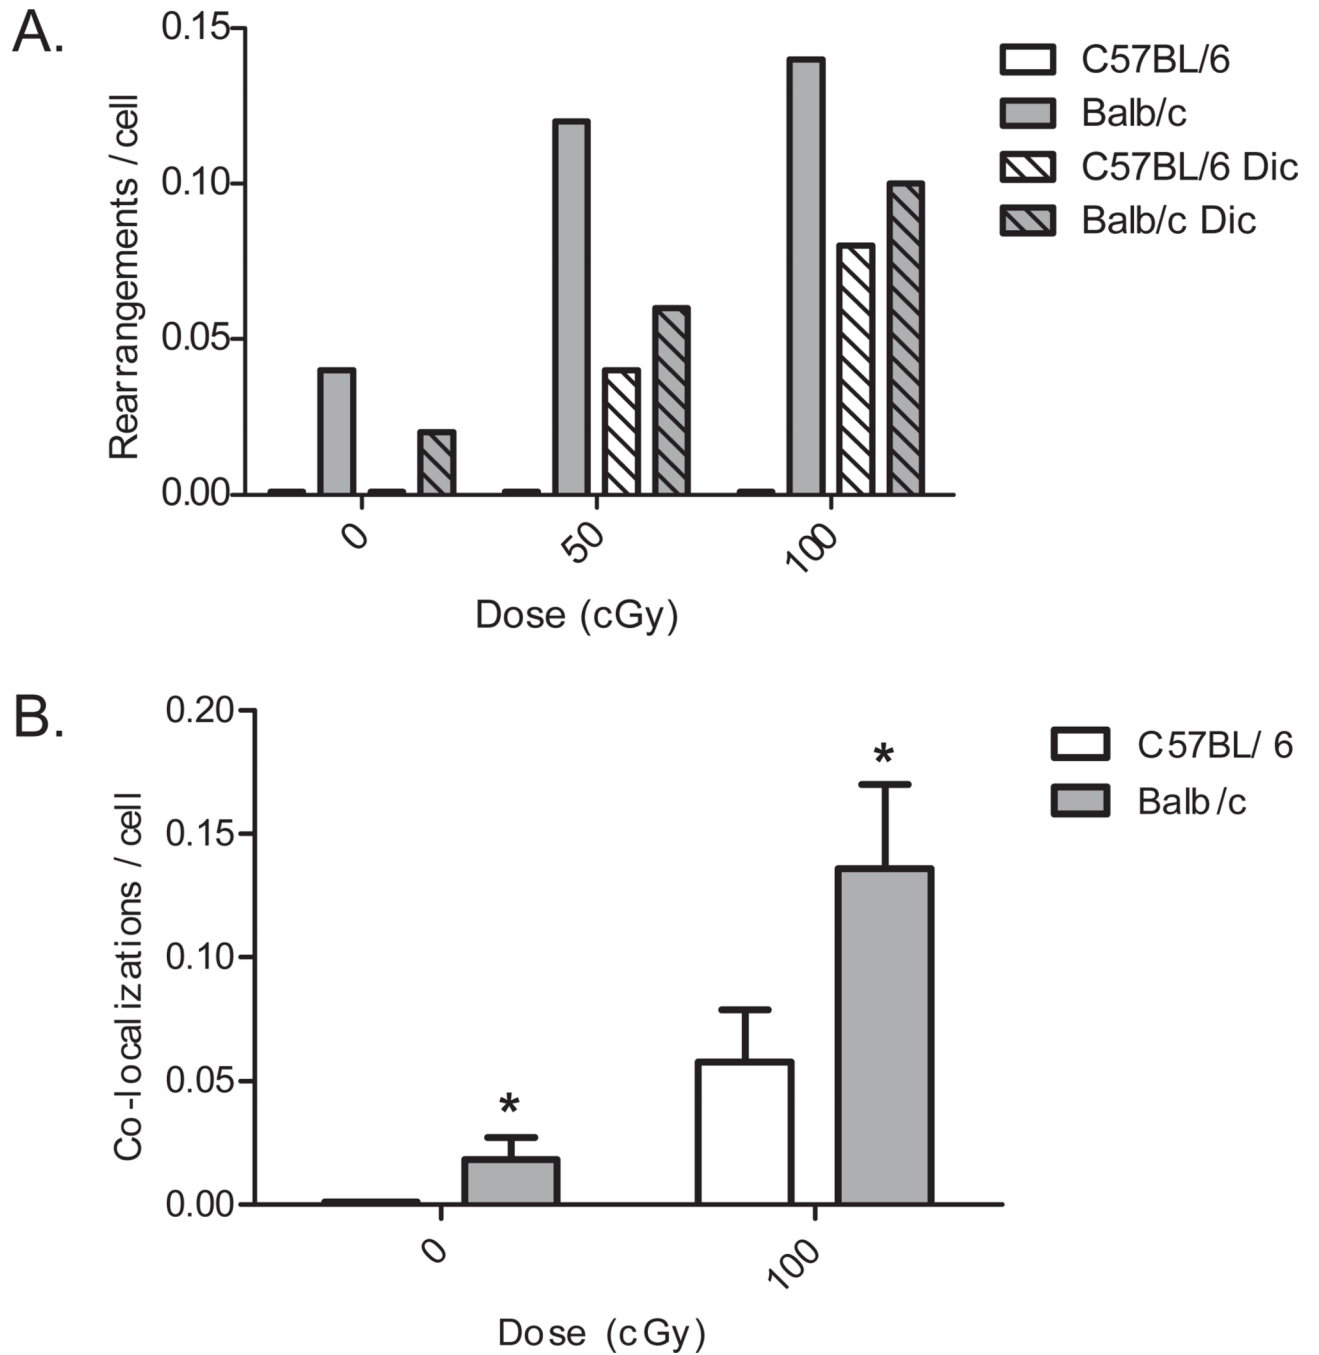 A.
0.15
0.10
0.05
0.00
Rearrangements / cell
0
50
100
Dose (cGy)
C57BL/6
Balb/c
C57BL/6 Dic
Balb/c Dic
B.
0.20
0.15
0.10
0.05
0.00
Co-localizations / cell
*
*
0
100
Dose (cGy)
C57BL/ 6
Balb/c